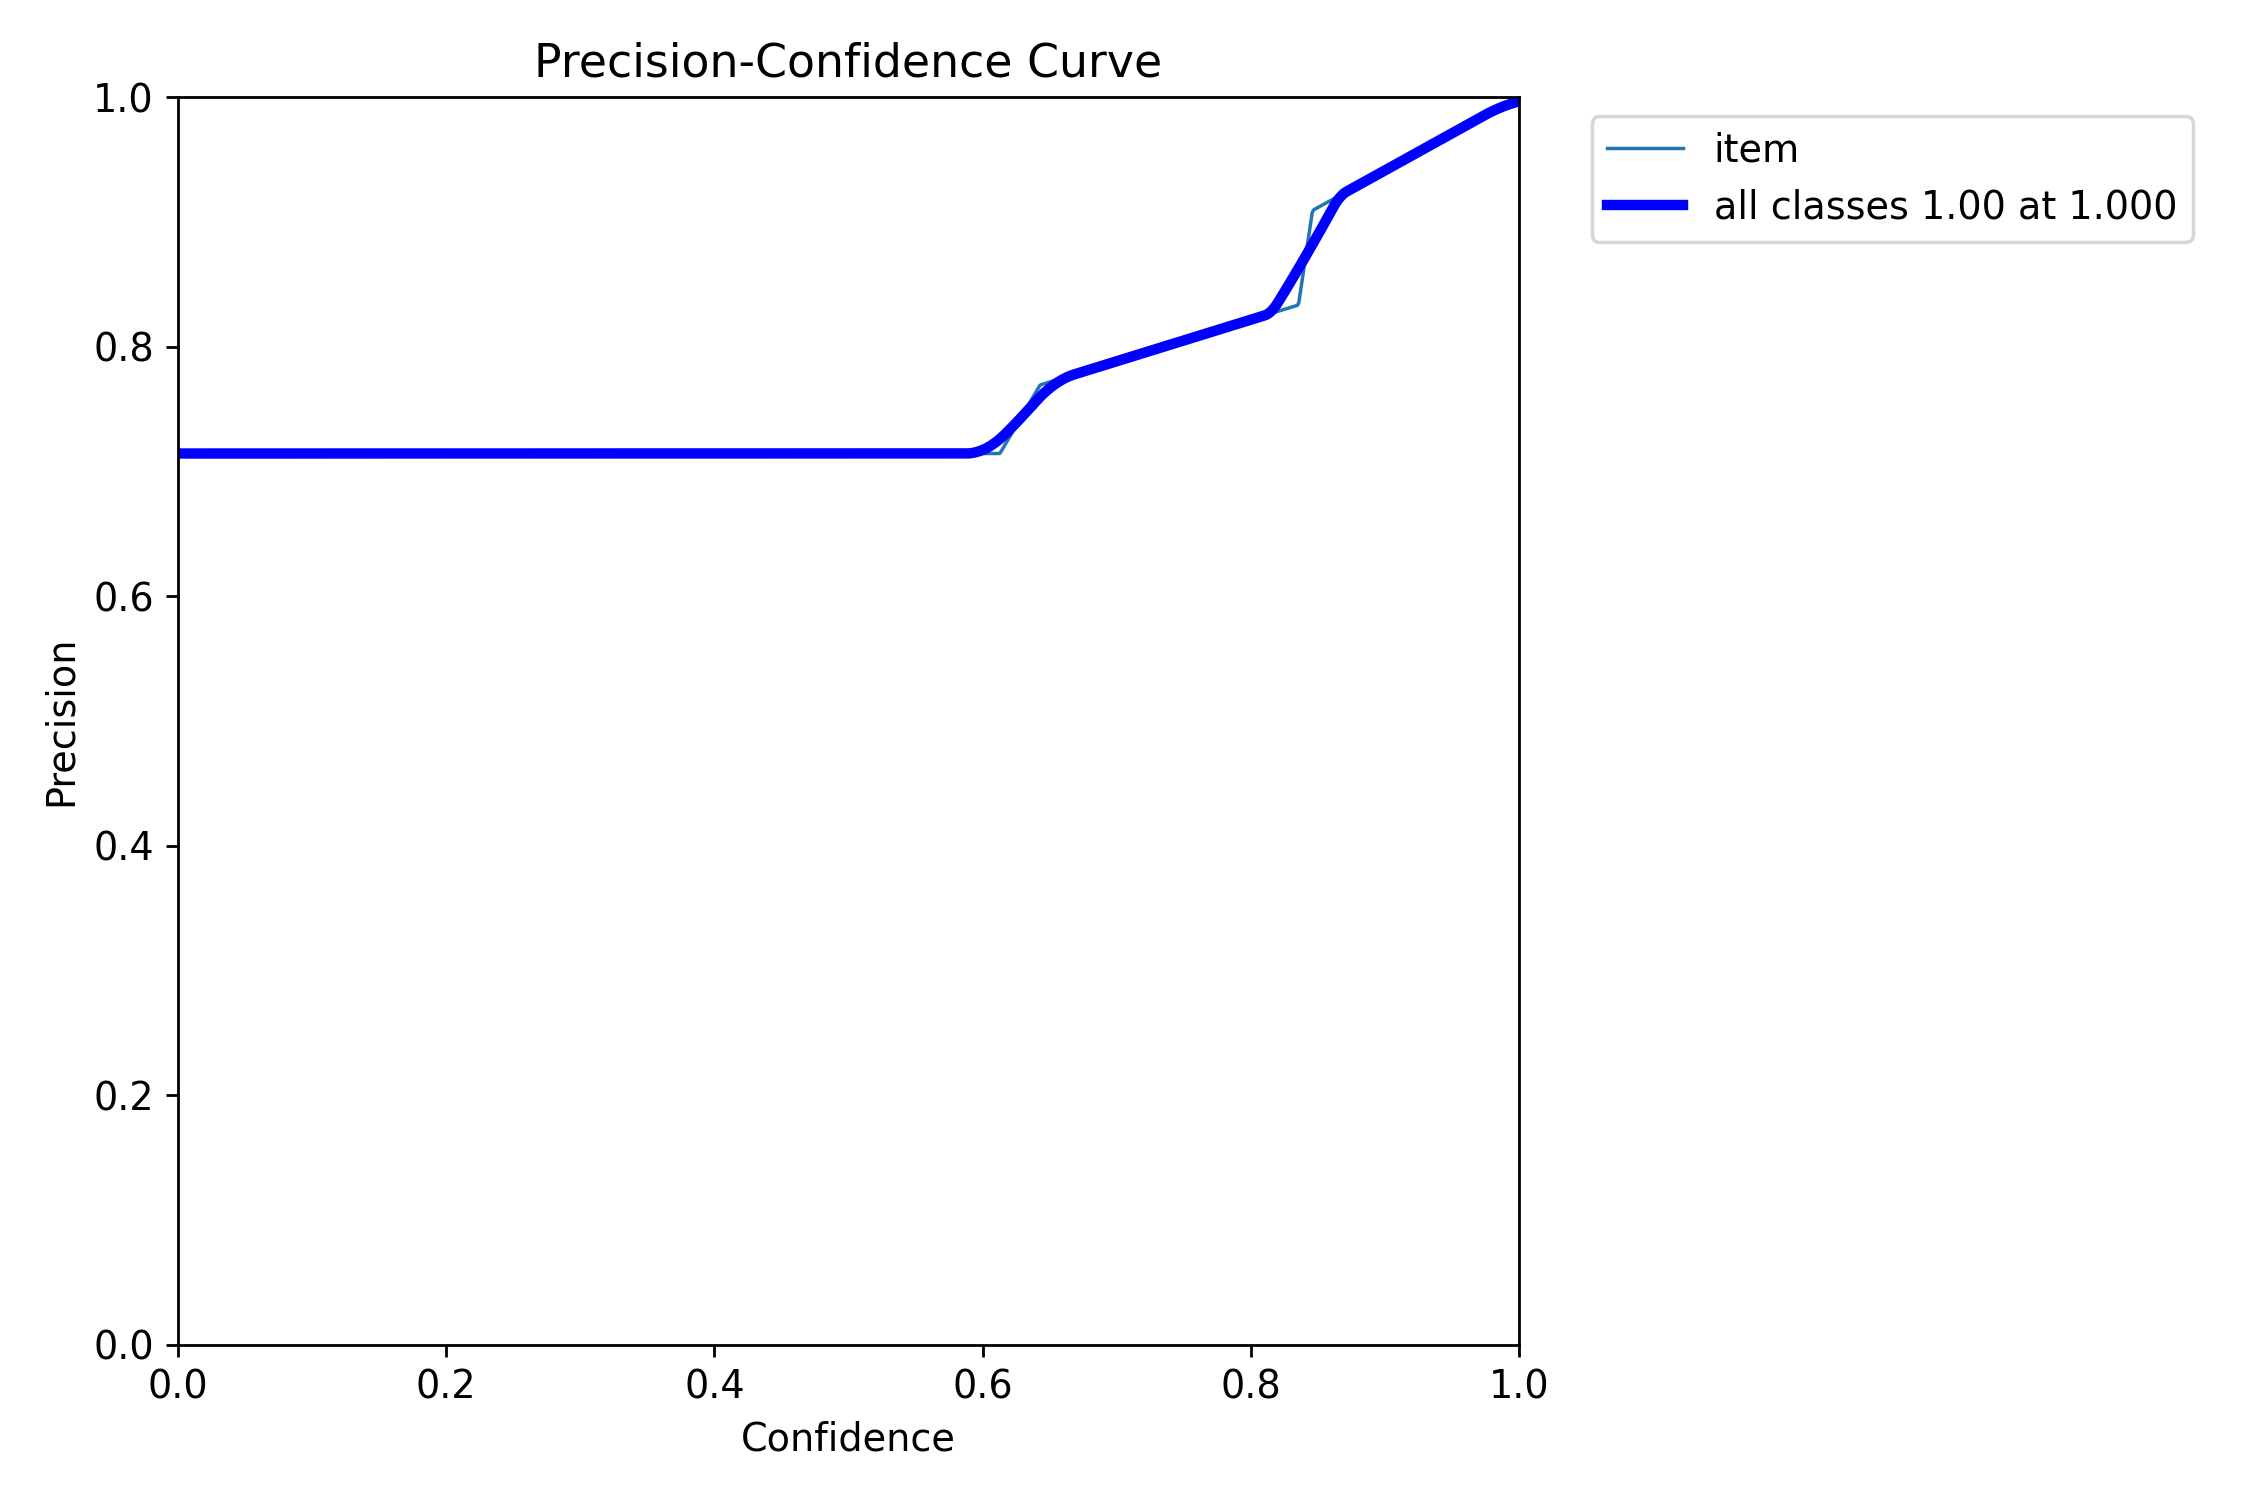 Precision-Confidence Curve
1.0
0.8
0.6
0.4
0.2
0.0
Precision
0.0 0.2 0.4 0.6 0.8 1.0
Confidence
item
all classes 1.00 at 1.000